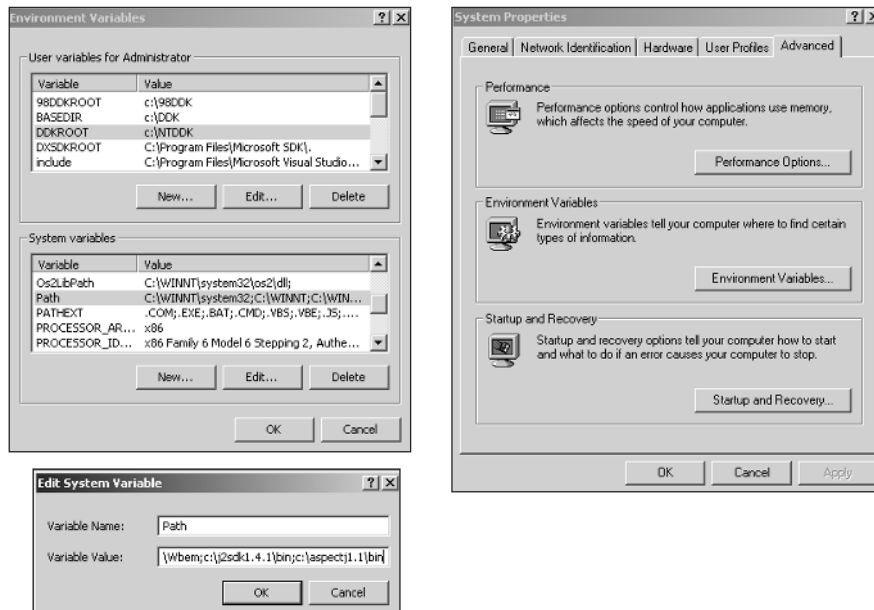 Environment Variables
User variables for Administrator
Variable Value
98DDKROOT c:\98DDK
BASEDIR c:\DDK
DDKROOT c:\NTDDK
DXSDKROOT C:\Program Files\Microsoft SDK\.
include C:\Program Files\Microsoft Visual Studio...
New... Edit... Delete
System variables
Variable Value
Os2LibPath C:\WINNT\system32\os2\dll;
Path C:\WINNT\system32;C:\WINNT;C:\WIN...
PATHEXT .COM;.EXE;.BAT;.CMD;.VBS;.VBE;.JS;....
PROCESSOR_AR... x86
PROCESSOR_ID... x86 Family 6 Model 6 Stepping 2, Authe...
New... Edit... Delete
OK Cancel
Edit System Variable
Variable Name: Path
Variable Value: \Wbem;c:\j2sdk1.4.1\bin;c:\aspectj1.1\bin
OK Cancel
System Properties
General Network Identification Hardware User Profiles Advanced
Performance
Performance options control how applications use memory,
which affects the speed of your computer.
Performance Options...
Environment Variables
Environment variables tell your computer where to find certain
types of information.
Environment Variables...
Startup and Recovery
Startup and recovery options tell your computer how to start
and what to do if an error causes your computer to stop.
Startup and Recovery...
OK Cancel Apply